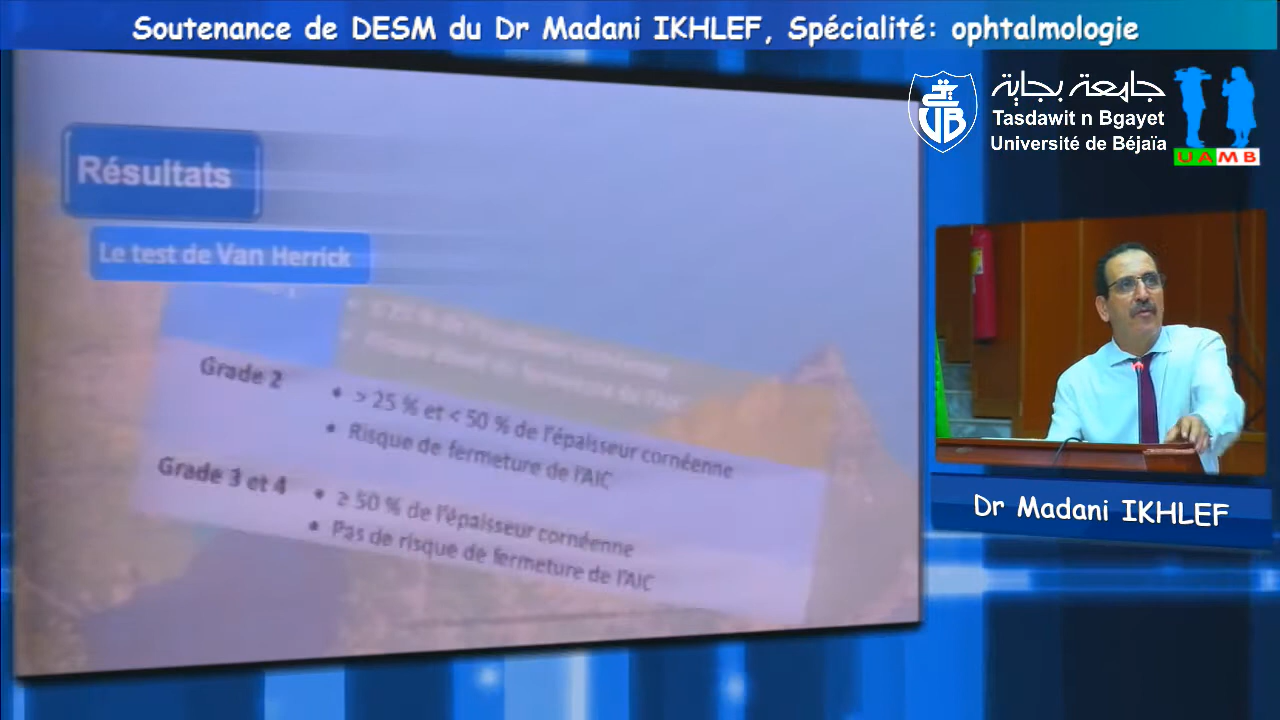 Soutenance de DESM du Dr Madani IKHLEF, Spécialité: ophtalmologie
جامعة بجاية
Tasdawit n Bgayet
Université de Béjaïa
UAMB
Résultats
Le test de Van Herrick
Grade 2
• > 25 % et < 50 % de l'épaisseur cornéenne
• Risque de fermeture de l'AIC
Grade 3 et 4
• ≥ 50 % de l'épaisseur cornéenne
• Pas de risque de fermeture de l'AIC
Dr Madani IKHLEF